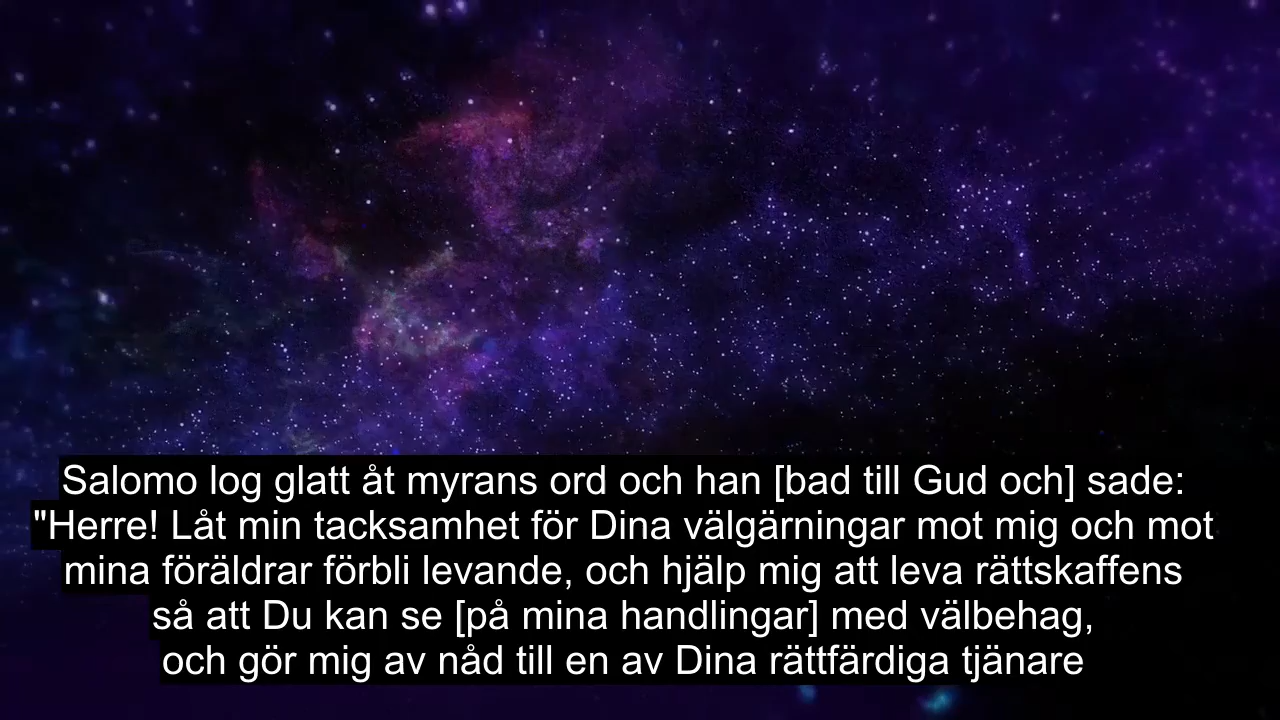 Salomo log glatt åt myrans ord och han [bad till Gud och] sade:
"Herre! Låt min tacksamhet för Dina välgärningar mot mig och mot
mina föräldrar förbli levande, och hjälp mig att leva rättskaffens
så att Du kan se [på mina handlingar] med välbehag,
och gör mig av nåd till en av Dina rättfärdiga tjänare